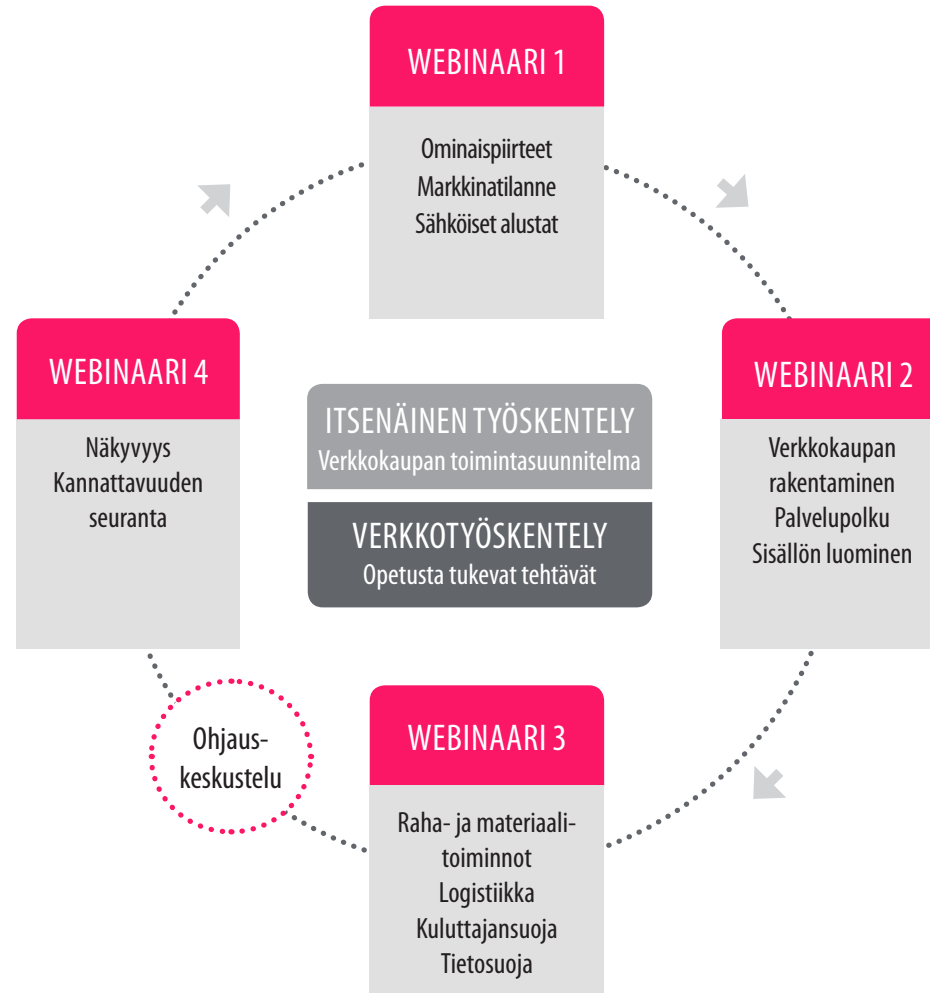 WEBINAARI 1
Ominaispiirteet
Markkinatilanne
Sähköiset alustat
WEBINAARI 2
Verkkokaupan
rakentaminen
Palvelupolku
Sisällön luominen
WEBINAARI 3
Raha- ja materiaali-
toiminnot
Logistiikka
Kuluttajansuoja
Tietosuoja
Ohjaus-
keskustelu
WEBINAARI 4
Näkyvyys
Kannattavuuden
seuranta
ITSENÄINEN TYÖSKENTELY
Verkkokaupan toimintasuunnitelma
VERKKOTYÖSKENTELY
Opetusta tukevat tehtävät